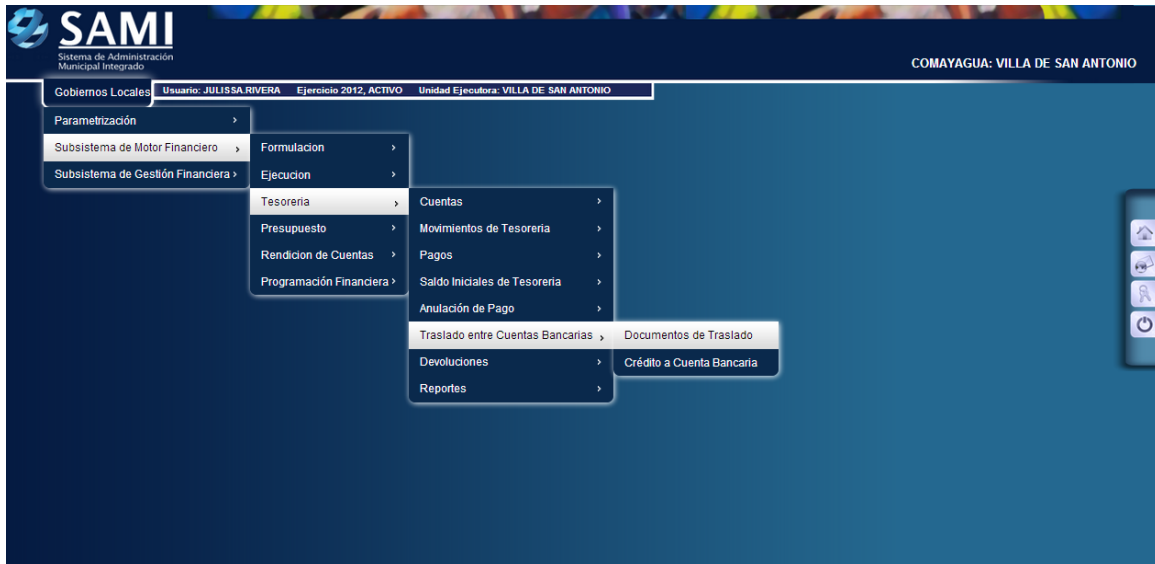 SAMI
Sistema de Administración
Municipal Integrado
COMAYAGUA: VILLA DE SAN ANTONIO
Gobiernos Locales
Usuario: JULISSA.RIVERA Ejercicio 2012, ACTIVO Unidad Ejecutora: VILLA DE SAN ANTONIO
Parametrización ›
Subsistema de Motor Financiero ›
Subsistema de Gestión Financiera ›
Formulacion ›
Ejecucion ›
Tesoreria ›
Presupuesto ›
Rendicion de Cuentas ›
Programación Financiera ›
Cuentas ›
Movimientos de Tesoreria ›
Pagos ›
Saldo Iniciales de Tesoreria ›
Anulación de Pago ›
Traslado entre Cuentas Bancarias ›
Devoluciones ›
Reportes ›
Documentos de Traslado
Crédito a Cuenta Bancaria